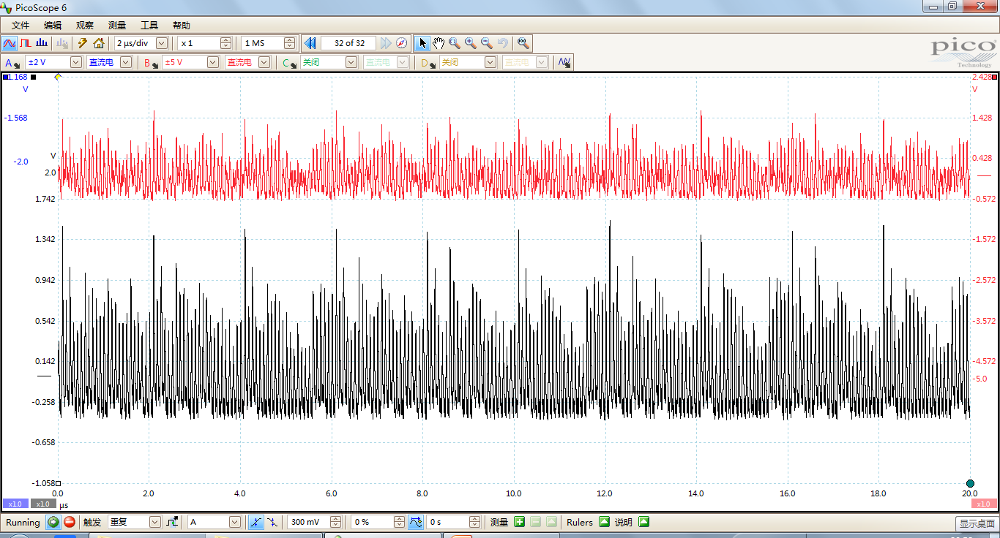 PicoScope 6
文件 编辑 观察 测量 工具 帮助
2 µs/div x 1 1 MS 32 of 32
A ±2 V 直流电 B ±5 V 直流电 C 关闭 直流电 D 关闭 直流电
pico
Technology
-1.168 2.428
V V
-1.568 1.428
V
-2.0 0.428
2.0
1.742 -0.572
1.342 -1.572
0.942 -2.572
0.542 -3.572
0.142 -4.572
-5.0
-0.258
-0.658
-1.058
0.0 2.0 4.0 6.0 8.0 10.0 12.0 14.0 16.0 18.0 20.0
x1.0 x1.0 µs x1.0
Running 触发 重复 A 300 mV 0 % 0 s 测量 Rulers 说明
显示桌面